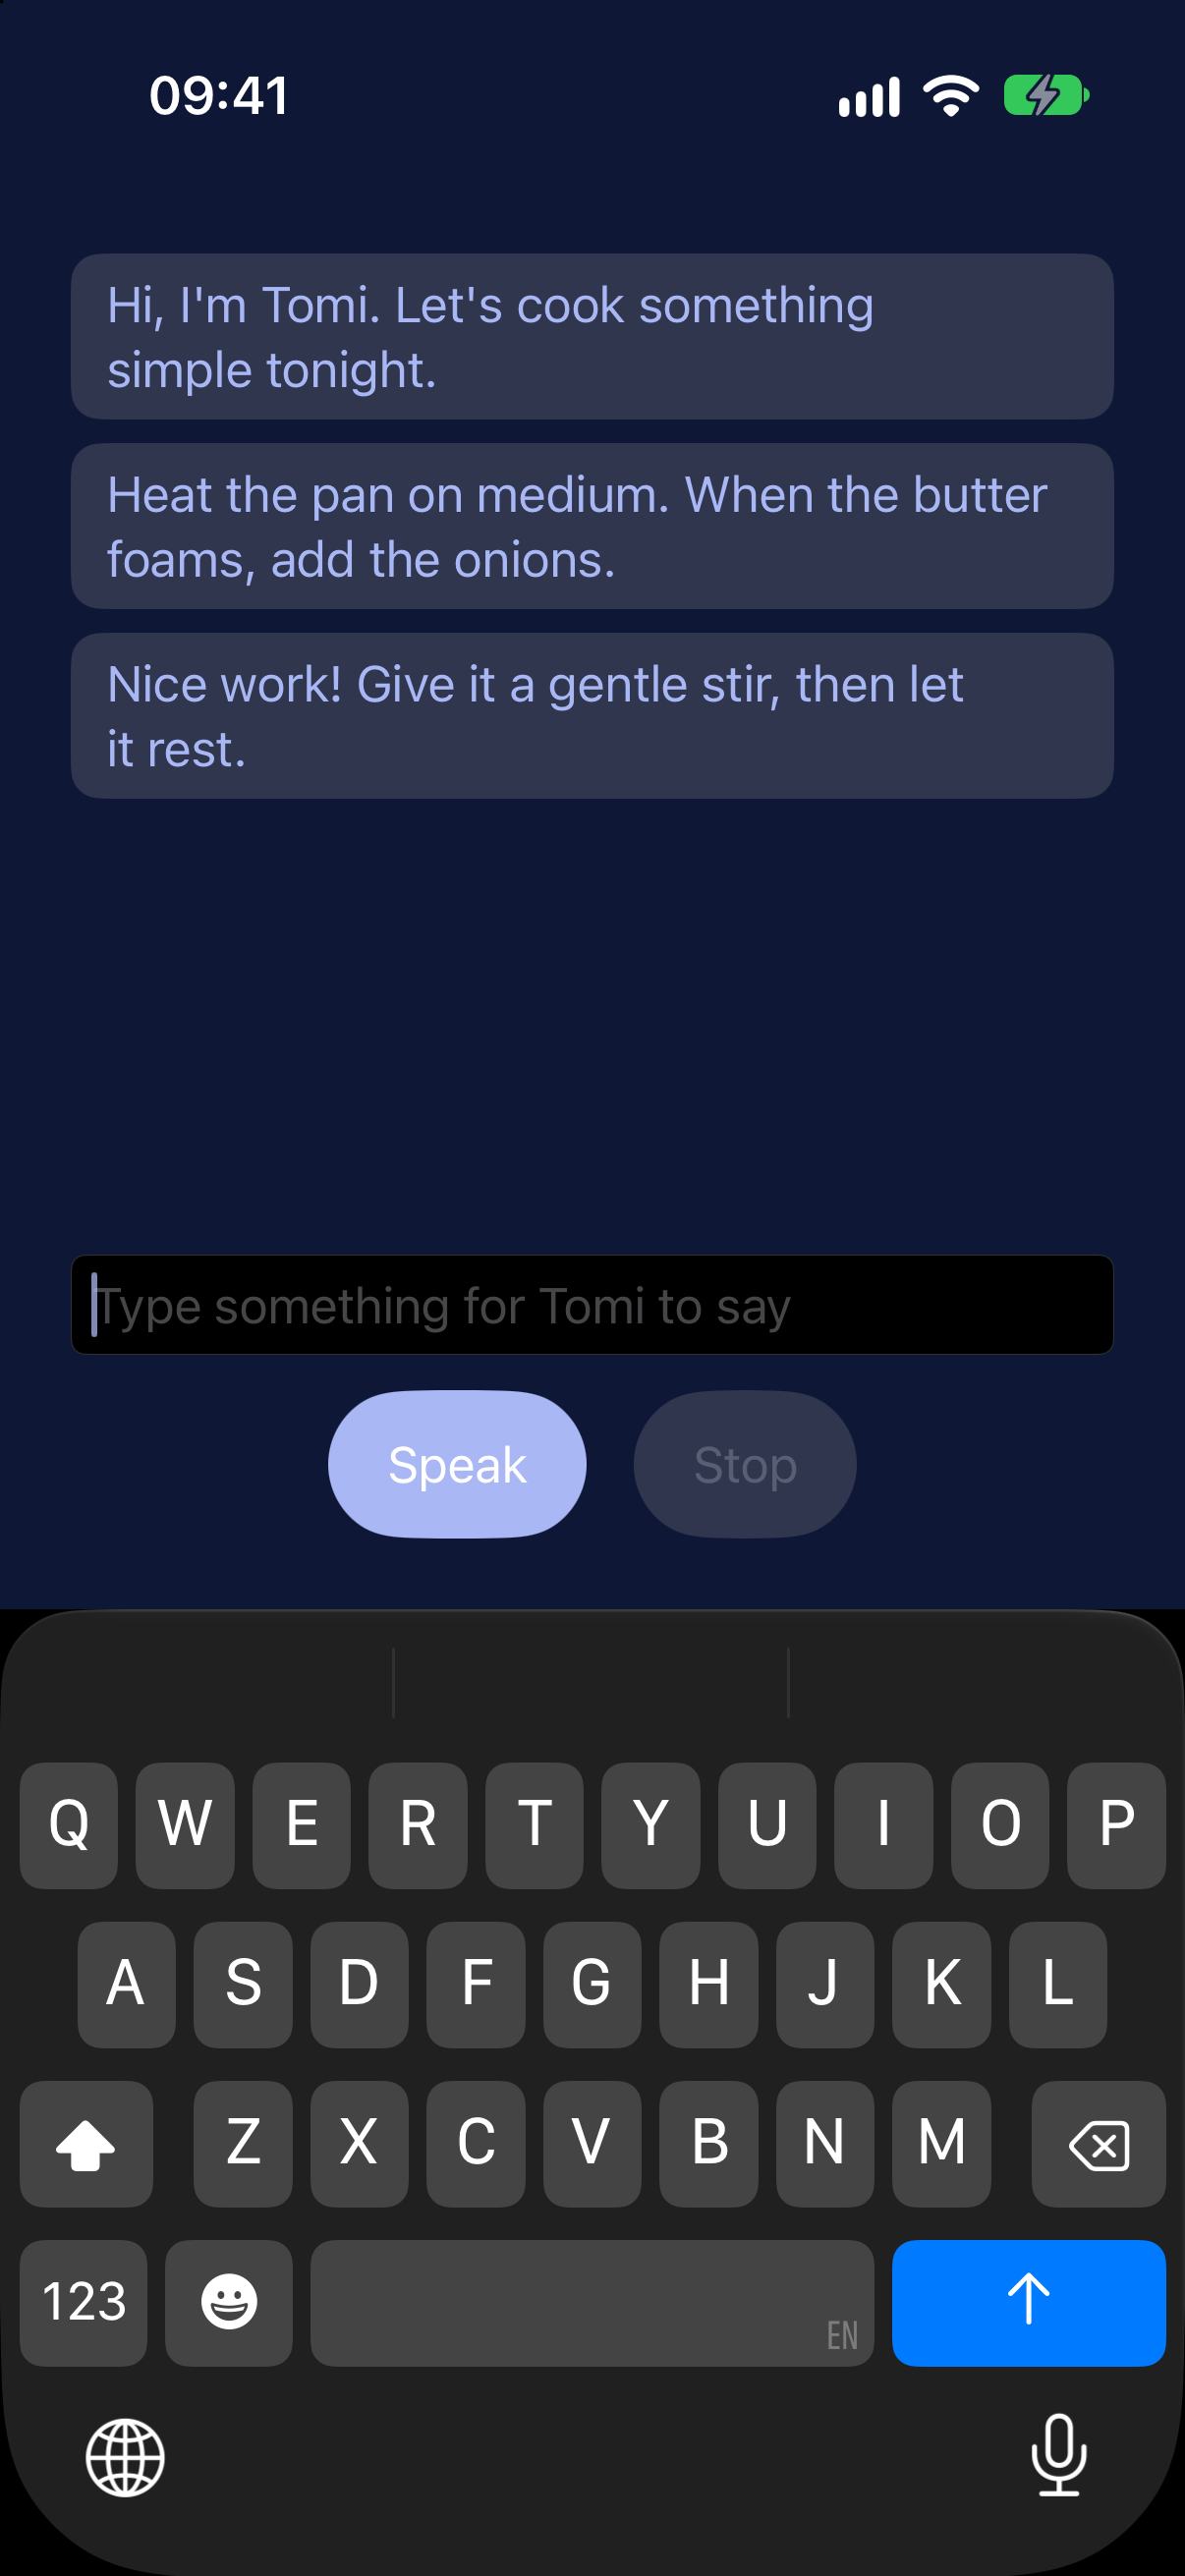 09:41
Hi, I'm Tomi. Let's cook something
simple tonight.
Heat the pan on medium. When the butter
foams, add the onions.
Nice work! Give it a gentle stir, then let
it rest.
Type something for Tomi to say
Speak Stop
Q W E R T Y U I O P
A S D F G H J K L
Z X C V B N M
123 EN